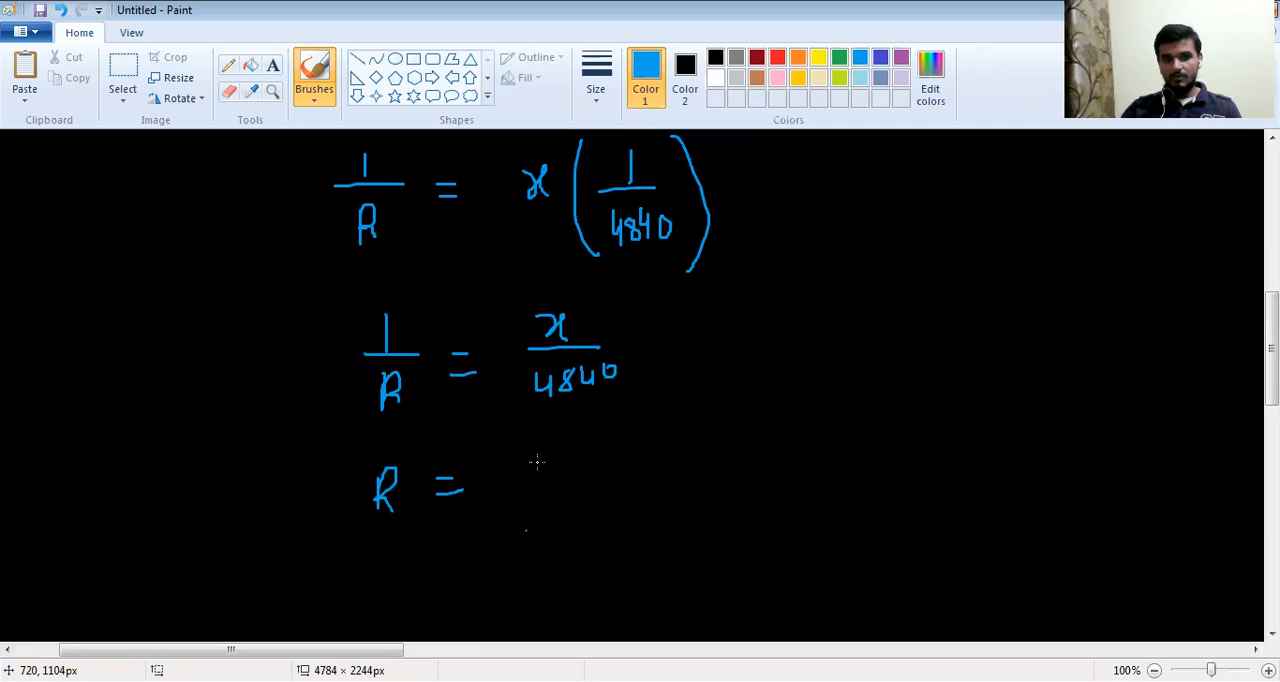 Untitled - Paint
Home View
Paste Cut Copy
Clipboard
Select Crop Resize Rotate
Image
A
Tools
Brushes
Outline Fill
Shapes
Size
Color 1 Color 2
Edit colors
Colors
1/R = x (1/4840)
1/R = x/4840
R =
720, 1104px
4784 × 2244px
100%